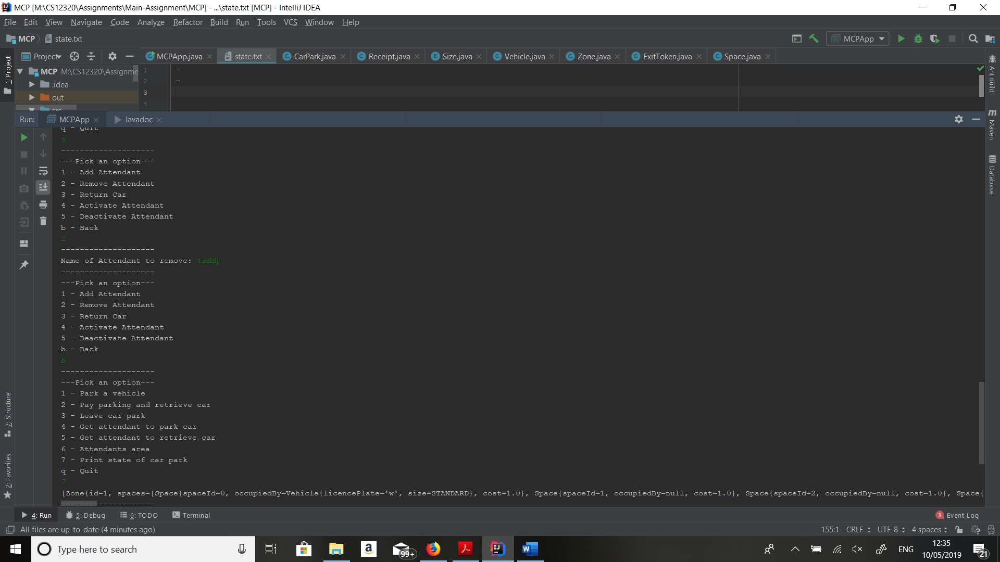 MCP [M:\CS12320\Assignments\Main-Assignment\MCP] - ...\state.txt [MCP] - IntelliJ IDEA
File Edit View Navigate Code Analyze Refactor Build Run Tools VCS Window Help
MCP state.txt
MCPApp
Project
MCPApp.java state.txt CarPark.java Receipt.java Size.java Vehicle.java Zone.java ExitToken.java Space.java
1: Project
MCP M:\CS12320\Assignme
.idea
out
src
1 -
2 -
3
4
Ant Build
Maven
Database
Run: MCPApp Javadoc
q - Quit
6
--------------------
---Pick an option---
1 - Add Attendant
2 - Remove Attendant
3 - Return Car
4 - Activate Attendant
5 - Deactivate Attendant
b - Back
2
--------------------
Name of Attendant to remove: teddy
--------------------
---Pick an option---
1 - Add Attendant
2 - Remove Attendant
3 - Return Car
4 - Activate Attendant
5 - Deactivate Attendant
b - Back
b
--------------------
---Pick an option---
1 - Park a vehicle
2 - Pay parking and retrieve car
3 - Leave car park
4 - Get attendant to park car
5 - Get attendant to retrieve car
6 - Attendants area
7 - Print state of car park
q - Quit
7
[Zone{id=1, spaces=[Space{spaceId=0, occupiedBy=Vehicle{licencePlate='w', size=STANDARD}, cost=1.0}, Space{spaceId=1, occupiedBy=null, cost=1.0}, Space{spaceId=2, occupiedBy=null, cost=1.0}, Space{
--------------------
7: Structure
2: Favorites
4: Run 5: Debug 6: TODO Terminal
3 Event Log
All files are up-to-date (4 minutes ago)
155:1 CRLF UTF-8 4 spaces
Type here to search
99+
ENG
12:35
10/05/2019
21